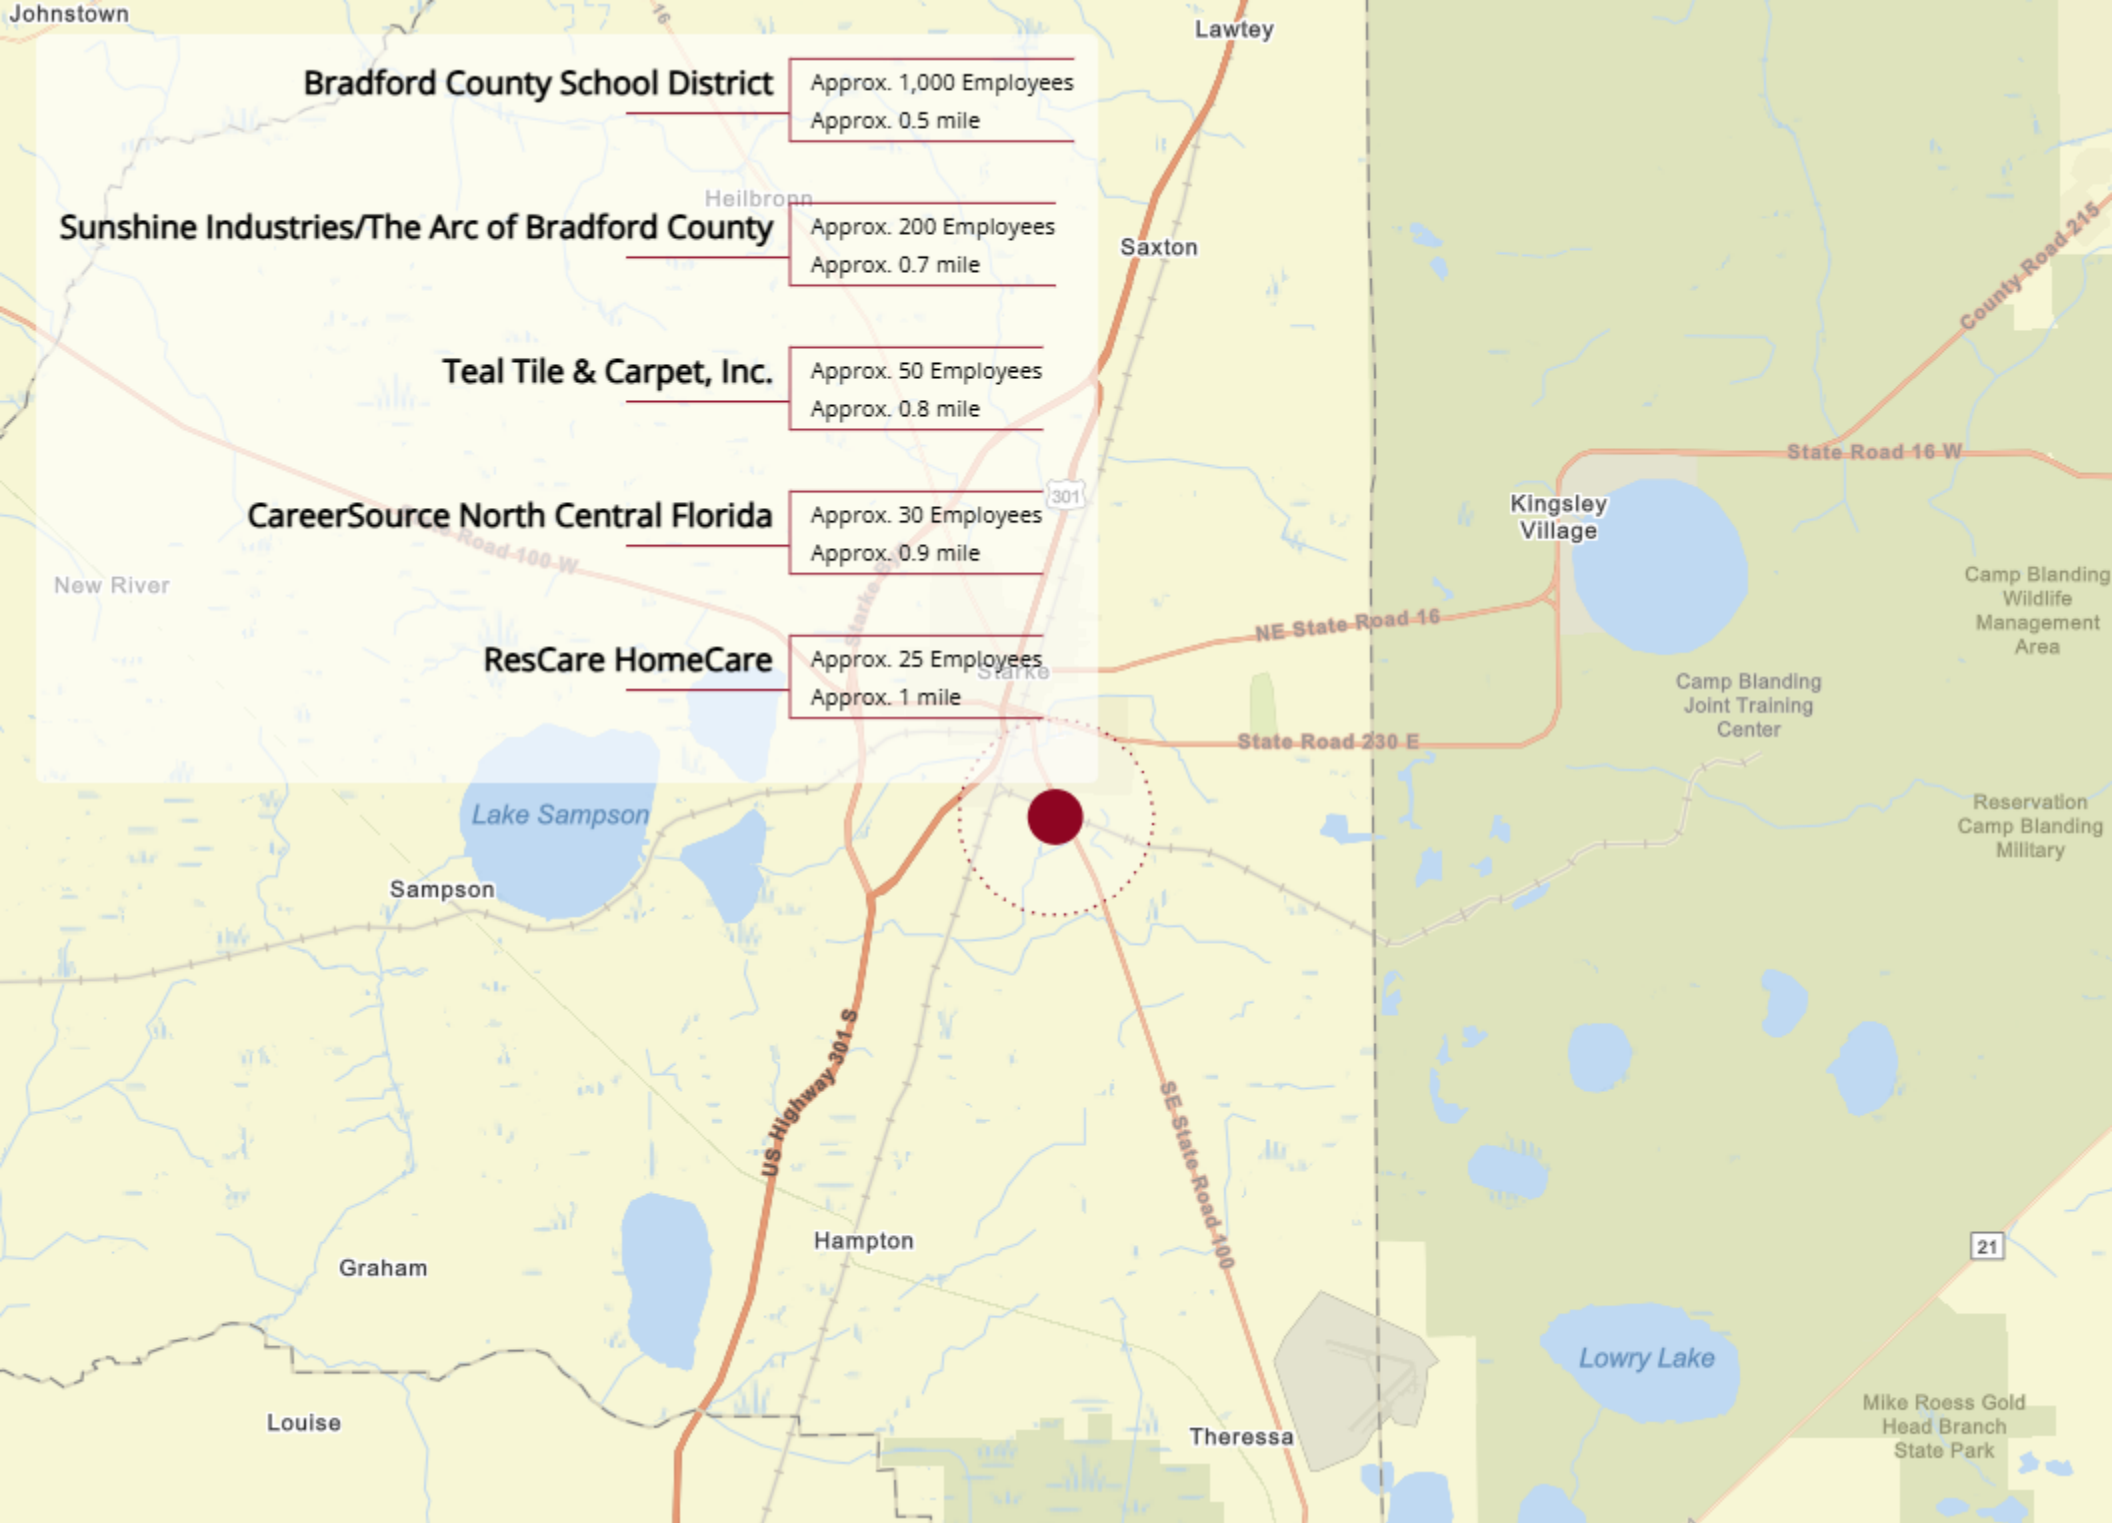 Johnstown
16
Lawtey
Bradford County School District
Approx. 1,000 Employees
Approx. 0.5 mile
Heilbronn
Sunshine Industries/The Arc of Bradford County
Approx. 200 Employees
Approx. 0.7 mile
Saxton
County Road 215
Teal Tile & Carpet, Inc.
Approx. 50 Employees
Approx. 0.8 mile
State Road 16 W
301
Kingsley
Village
CareerSource North Central Florida
Approx. 30 Employees
Approx. 0.9 mile
Road 100 W
New River
Starke
Camp Blanding
Wildlife
Management
Area
NE State Road 16
ResCare HomeCare
Approx. 25 Employees
Approx. 1 mile
Starke
Camp Blanding
Joint Training
Center
State Road 230 E
Lake Sampson
Reservation
Camp Blanding
Military
Sampson
US Highway 301 S
SE State Road 100
Hampton
21
Graham
Lowry Lake
Louise
Theressa
Mike Roess Gold
Head Branch
State Park